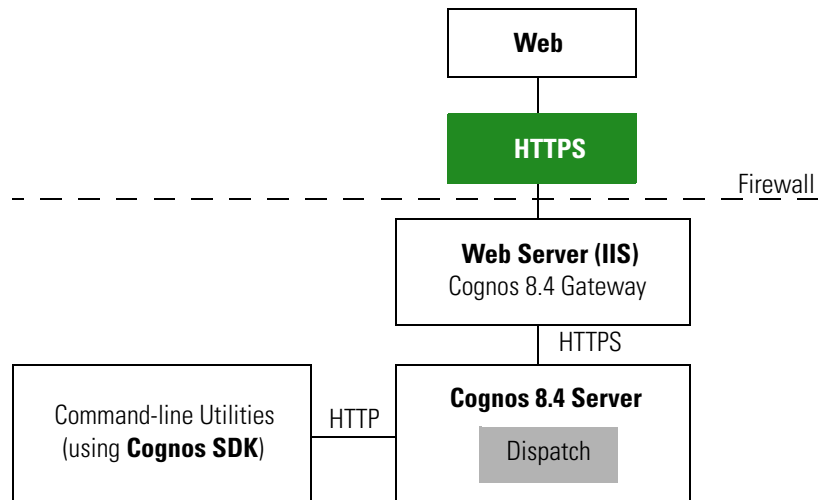 Web
HTTPS
Firewall
Web Server (IIS)
Cognos 8.4 Gateway
HTTPS
Command-line Utilities
(using Cognos SDK)
HTTP
Cognos 8.4 Server
Dispatch